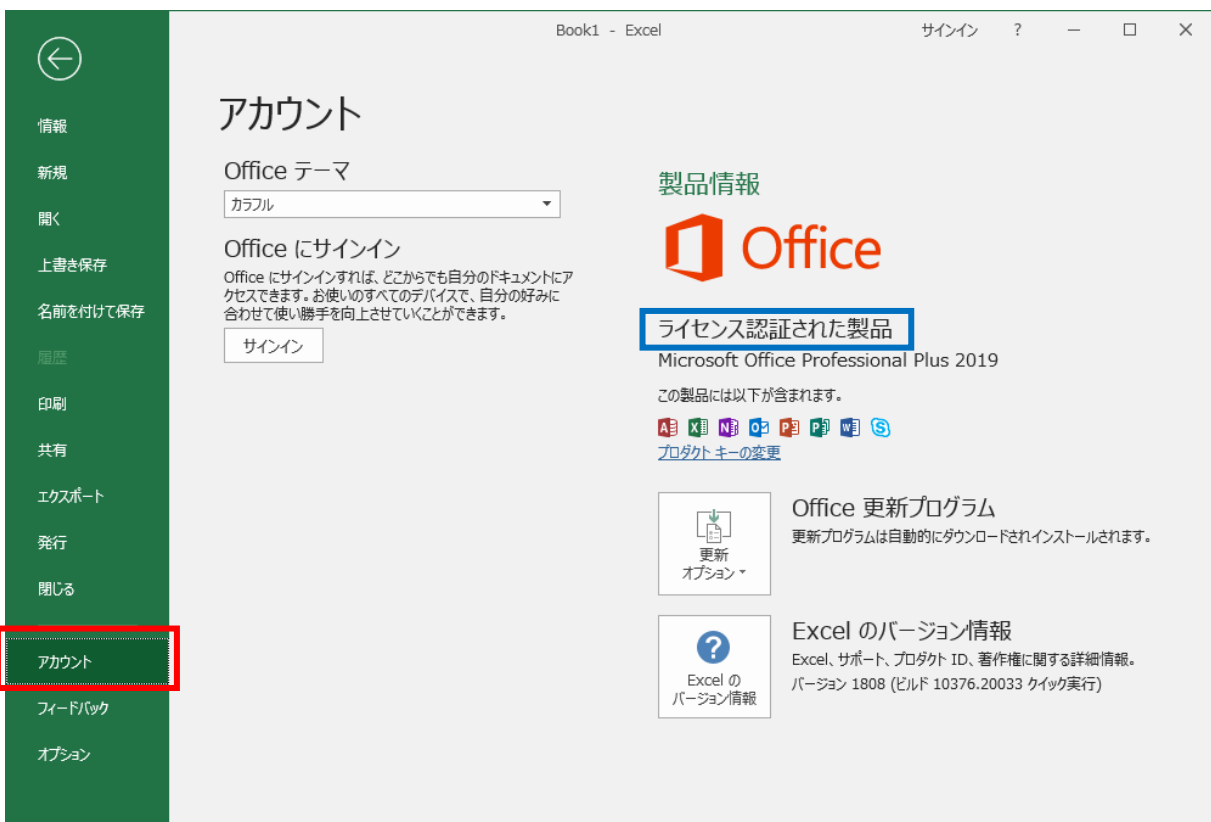 Book1 - Excel
サインイン
?
情報
新規
開く
上書き保存
名前を付けて保存
履歴
印刷
共有
エクスポート
発行
閉じる
アカウント
フィードバック
オプション
アカウント
Office テーマ
カラフル
Office にサインイン
Office にサインインすれば、どこからでも自分のドキュメントにア
クセスできます。お使いのすべてのデバイスで、自分の好みに
合わせて使い勝手を向上させていくことができます。
サインイン
製品情報
Office
ライセンス認証された製品
Microsoft Office Professional Plus 2019
この製品には以下が含まれます。
プロダクト キーの変更
更新
オプション
Office 更新プログラム
更新プログラムは自動的にダウンロードされインストールされます。
Excel の
バージョン情報
Excel のバージョン情報
Excel、サポート、プロダクト ID、著作権に関する詳細情報。
バージョン 1808 (ビルド 10376.20033 クイック実行)